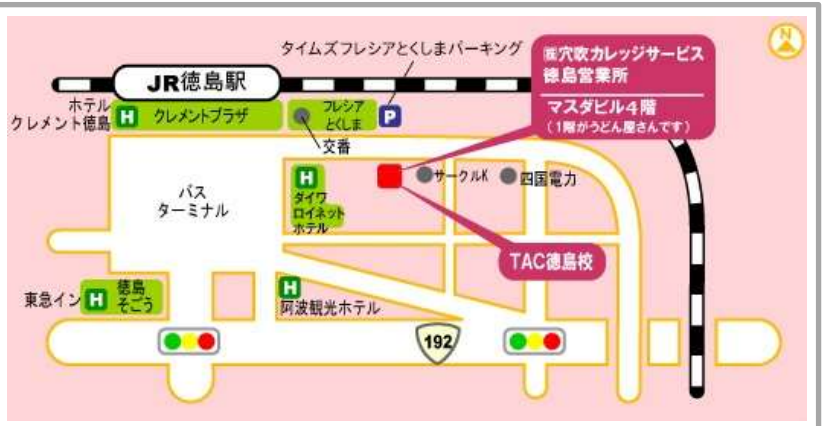 タイムズフレシアとくしまパーキング
N
㈱穴吹カレッジサービス
徳島営業所
マスダビル4階
(1階がうどん屋さんです)
JR徳島駅
ホテル
クレメント徳島
H
クレメントプラザ
フレシア
とくしま
P
交番
バス
ターミナル
H
ダイワ
ロイネット
ホテル
サークルK
四国電力
TAC徳島校
東急イン
H
徳島
そごう
H
阿波観光ホテル
192